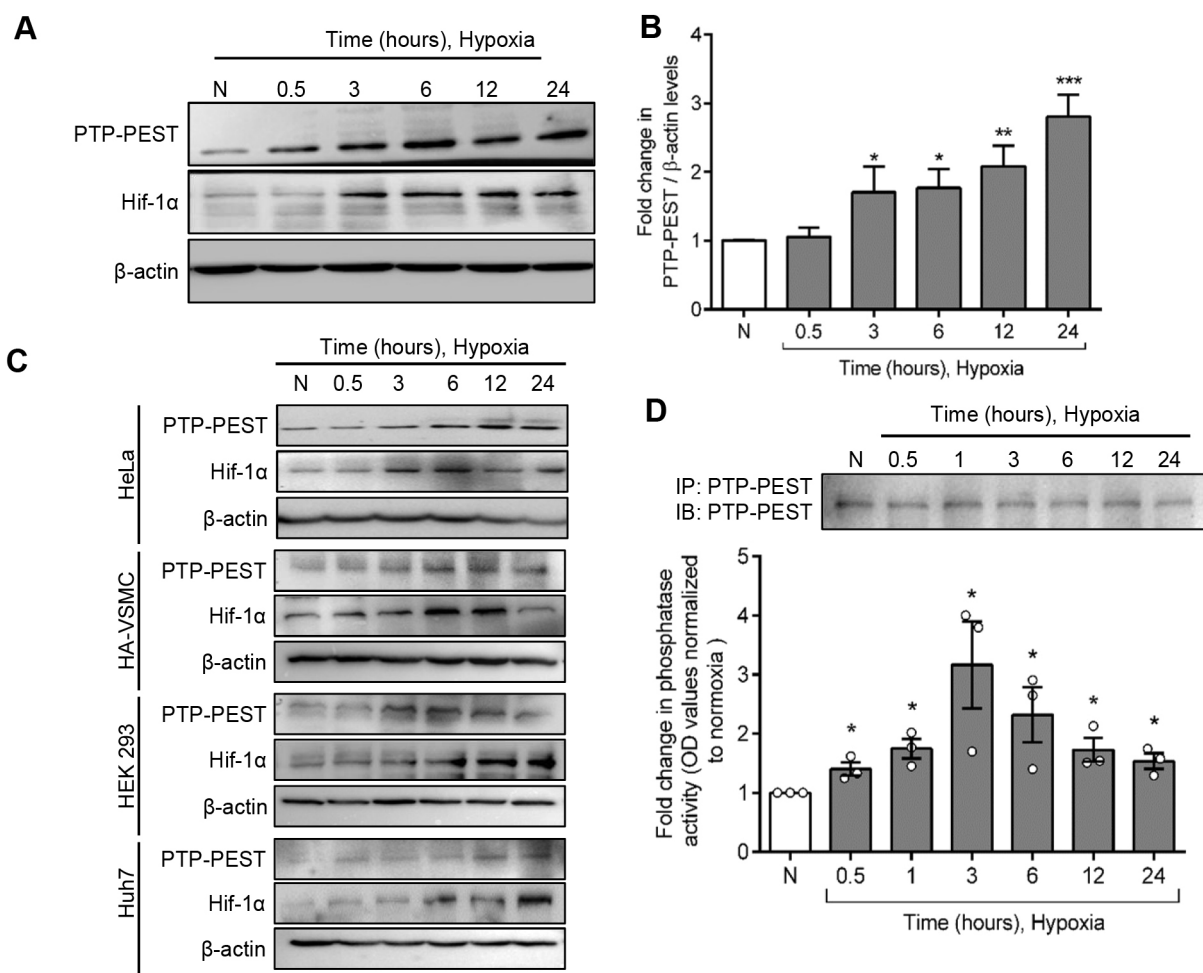 A
Time (hours), Hypoxia
N 0.5 3 6 12 24
PTP-PEST
Hif-1α
β-actin
B
Fold change in
PTP-PEST / β-actin levels
4
3
2
1
0
*
*
**
***
N 0.5 3 6 12 24
Time (hours), Hypoxia
C
Time (hours), Hypoxia
N 0.5 3 6 12 24
HeLa
PTP-PEST
Hif-1α
β-actin
HA-VSMC
PTP-PEST
Hif-1α
β-actin
HEK 293
PTP-PEST
Hif-1α
β-actin
Huh7
PTP-PEST
Hif-1α
β-actin
D
Time (hours), Hypoxia
N 0.5 1 3 6 12 24
IP: PTP-PEST
IB: PTP-PEST
Fold change in phosphatase
activity (OD values normalized
to normoxia )
5
4
3
2
1
0
*
*
*
*
*
*
N 0.5 1 3 6 12 24
Time (hours), Hypoxia